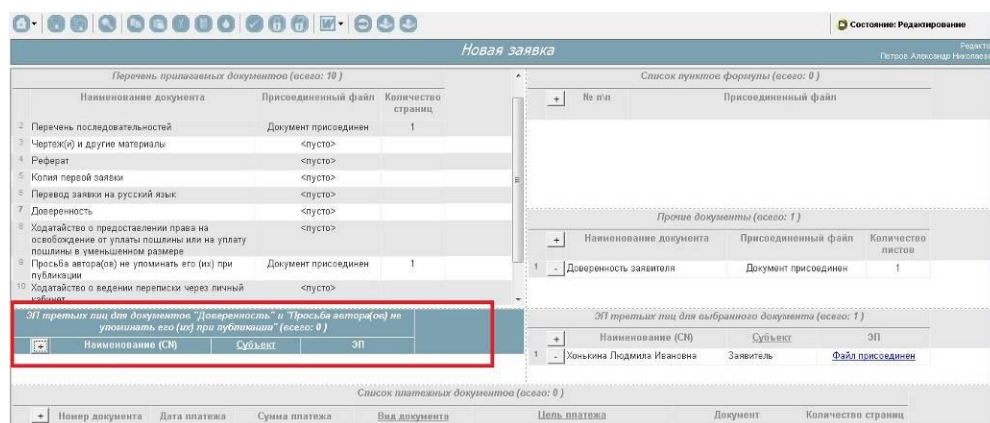 Состояние: Редактирование
Новая заявка
Редакто
Петров Александр Николаеви
Перечень прилагаемых документов (всего: 10 )
Наименование документа Присоединенный файл Количество страниц
2 Перечень последовательностей Документ присоединен 1
3 Чертеж(и) и другие материалы <пусто>
4 Реферат <пусто>
5 Копия первой заявки <пусто>
6 Перевод заявки на русский язык <пусто>
7 Доверенность <пусто>
8 Ходатайство о предоставлении права на <пусто>
освобождение от уплаты пошлины или на уплату
пошлины в уменьшенном размере
9 Просьба автора(ов) не упоминать его (их) при Документ присоединен 1
публикации
10 Ходатайство о ведении переписки через личный <пусто>
кабинет
ЭП третьих лиц для документов "Доверенность" и "Просьба автора(ов) не
упоминать его (их) при публикации" (всего: 0 )
+ Наименование (CN) Субъект ЭП
Список пунктов формулы (всего: 0 )
+ № п\п Присоединенный файл
Прочие документы (всего: 1 )
+ Наименование документа Присоединенный файл Количество листов
1 - Доверенность заявителя Документ присоединен 1
ЭП третьих лиц для выбранного документа (всего: 1 )
+ Наименование (CN) Субъект ЭП
1 - Хонькина Людмила Ивановна Заявитель Файл присоединен
Список платежных документов (всего: 0 )
+ Номер документа Дата платежа Сумма платежа Вид документа Цель платежа Документ Количество страниц